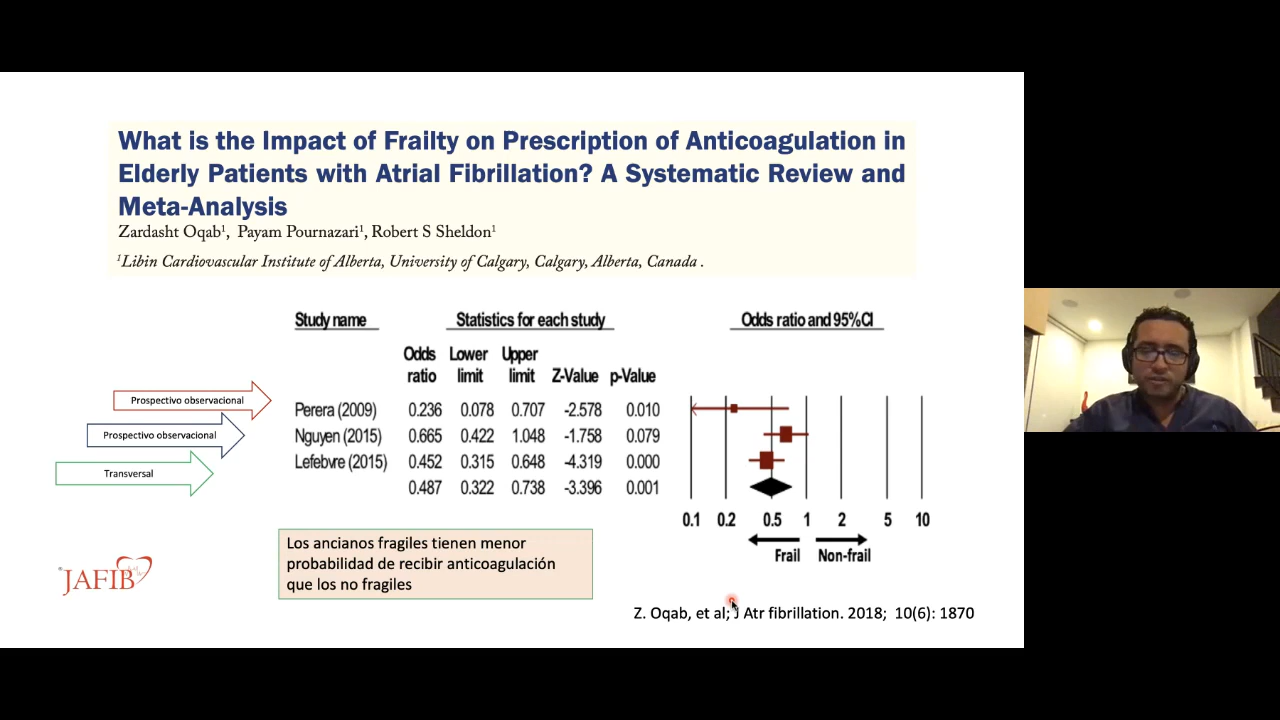 What is the Impact of Frailty on Prescription of Anticoagulation in
Elderly Patients with Atrial Fibrillation? A Systematic Review and
Meta-Analysis
Zardasht Oqab¹, Payam Pournazari¹, Robert S Sheldon¹
¹Libin Cardiovascular Institute of Alberta, University of Calgary, Calgary, Alberta, Canada .
Study name Statistics for each study Odds ratio and 95%CI
Odds Lower Upper
ratio limit limit Z-Value p-Value
Prospectivo observacional
Perera (2009) 0.236 0.078 0.707 -2.578 0.010
Prospectivo observacional
Nguyen (2015) 0.665 0.422 1.048 -1.758 0.079
Transversal
Lefebvre (2015) 0.452 0.315 0.648 -4.319 0.000
0.487 0.322 0.738 -3.396 0.001
0.1 0.2 0.5 1 2 5 10
Frail Non-frail
Los ancianos fragiles tienen menor
probabilidad de recibir anticoagulación
que los no fragiles
JAFIB
Z. Oqab, et al; J Atr fibrillation. 2018; 10(6): 1870